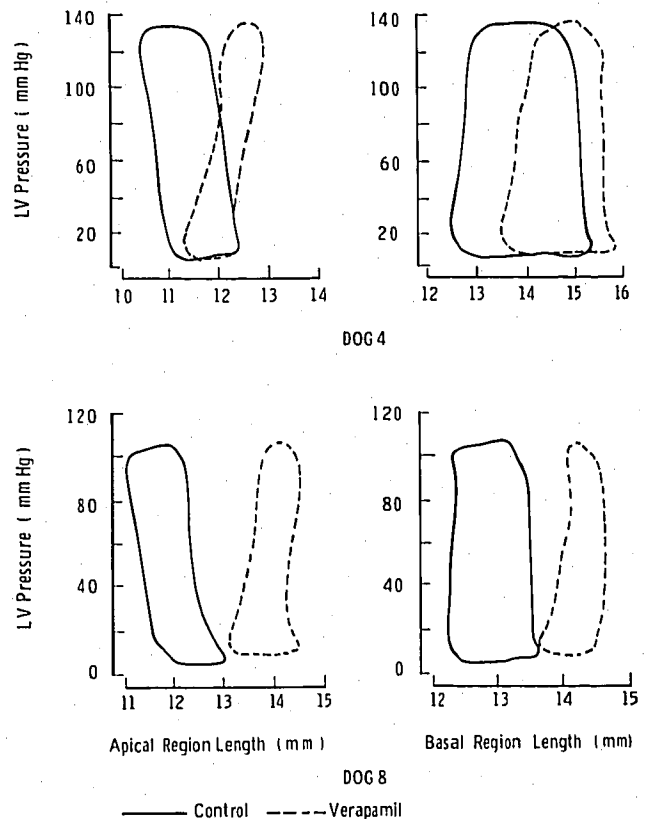 LV Pressure ( mm Hg)
140
100
60
20
10 11 12 13 14
140
100
60
20
12 13 14 15 16
DOG 4
LV Pressure ( mm Hg)
120
80
40
0
11 12 13 14 15
Apical Region Length ( mm )
120
80
40
0
12 13 14 15
Basal Region Length (mm)
DOG 8
Control Verapamil